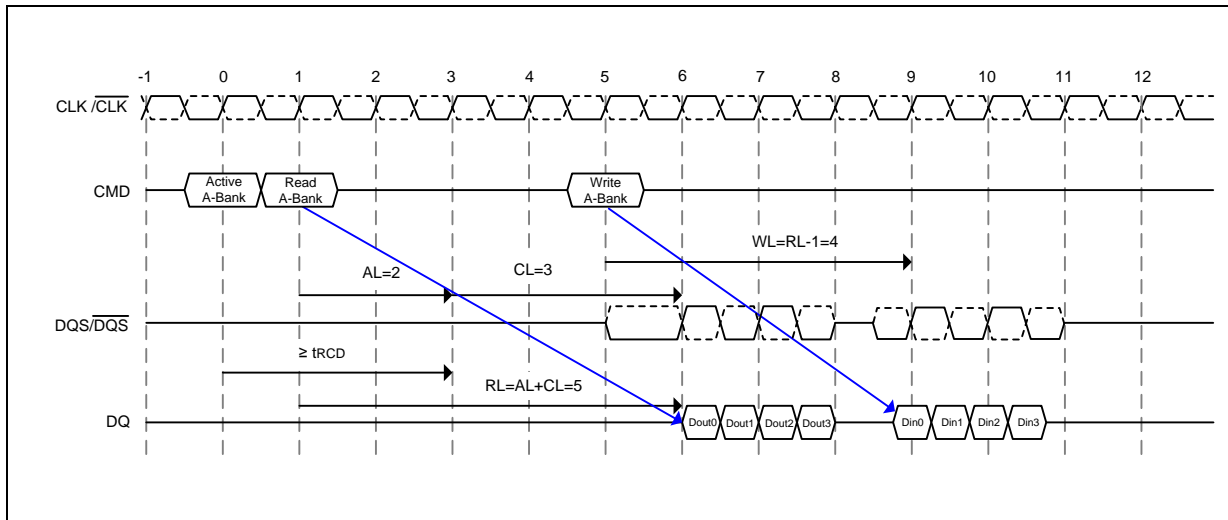 -1 0 1 2 3 4 5 6 7 8 9 10 11 12
CLK /CLK
CMD
Active
A-Bank
Read
A-Bank
Write
A-Bank
WL=RL-1=4
AL=2
CL=3
DQS/DQS
≥ tRCD
RL=AL+CL=5
DQ
Dout0 Dout1 Dout2 Dout3 Din0 Din1 Din2 Din3